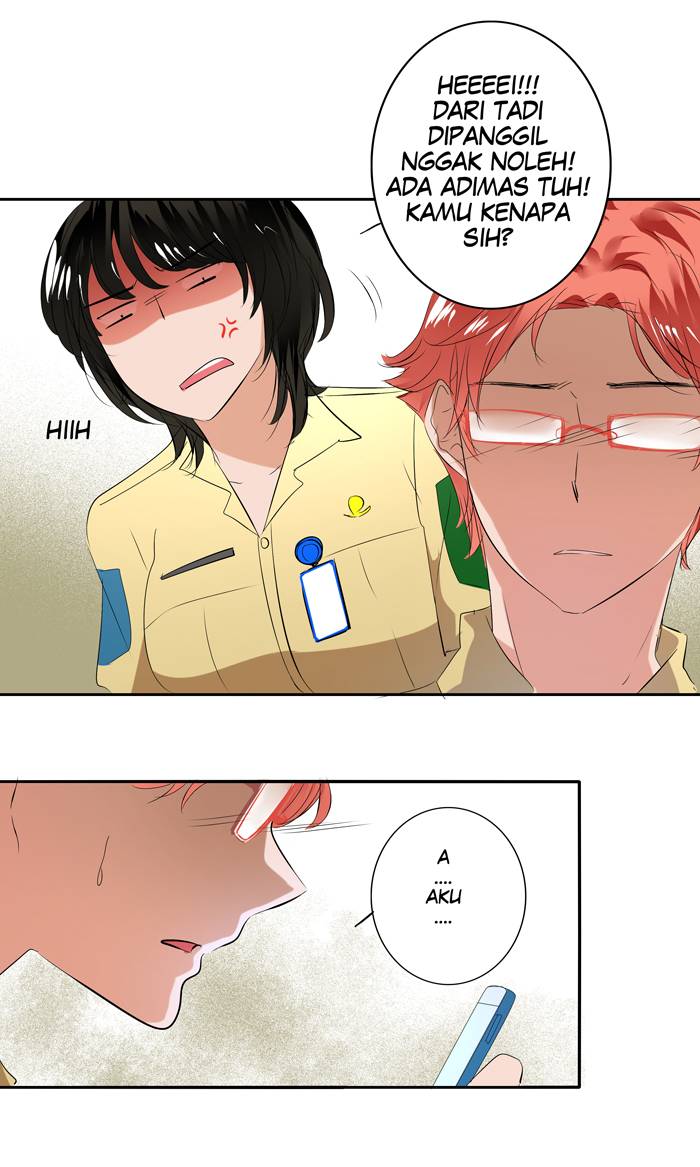 HEEEEI!!!
DARI TADI
DIPANGGIL
NGGAK NOLEH!
ADA ADIMAS TUH!
KAMU KENAPA
SIH?
HIIH
A
....
AKU
....